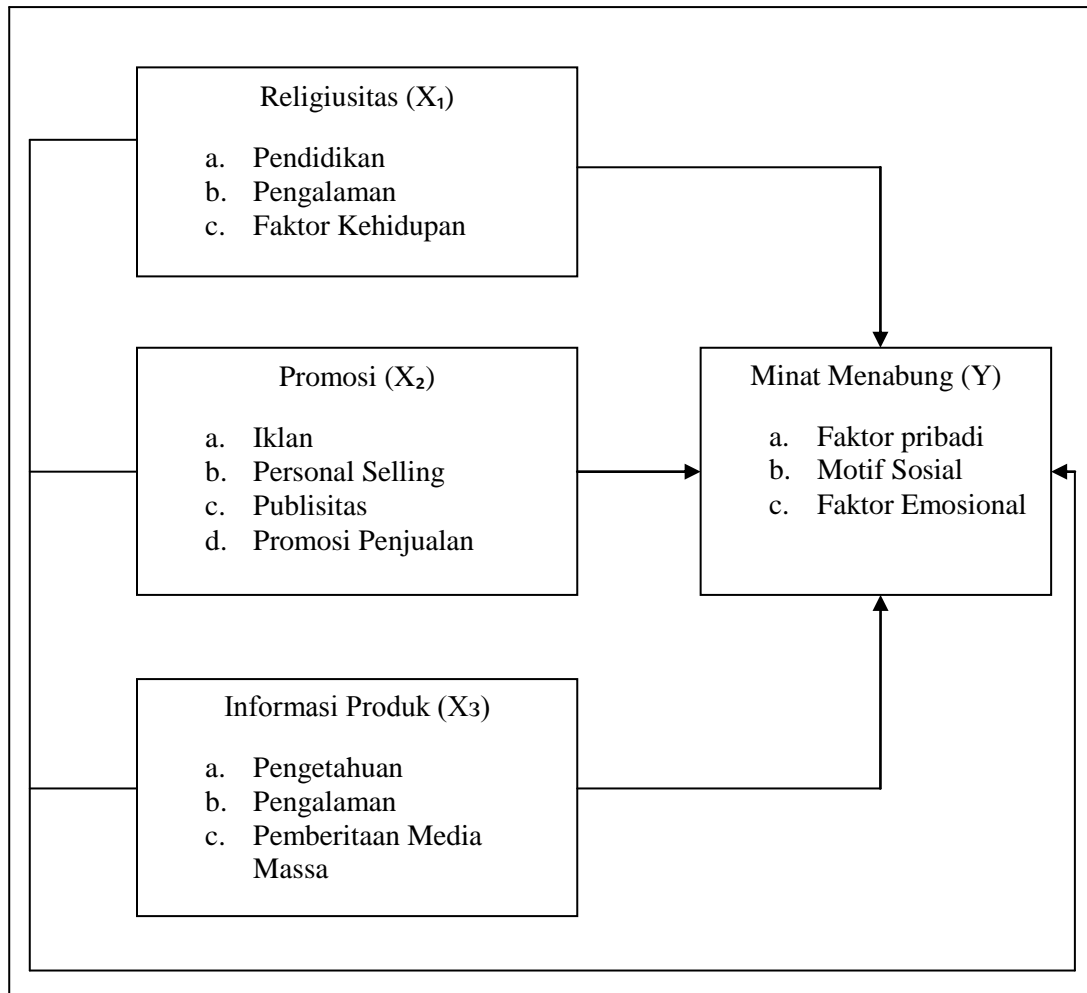 Religiusitas (X₁)
a. Pendidikan
b. Pengalaman
c. Faktor Kehidupan
Promosi (X₂)
a. Iklan
b. Personal Selling
c. Publisitas
d. Promosi Penjualan
Minat Menabung (Y)
a. Faktor pribadi
b. Motif Sosial
c. Faktor Emosional
Informasi Produk (X₃)
a. Pengetahuan
b. Pengalaman
c. Pemberitaan Media
Massa